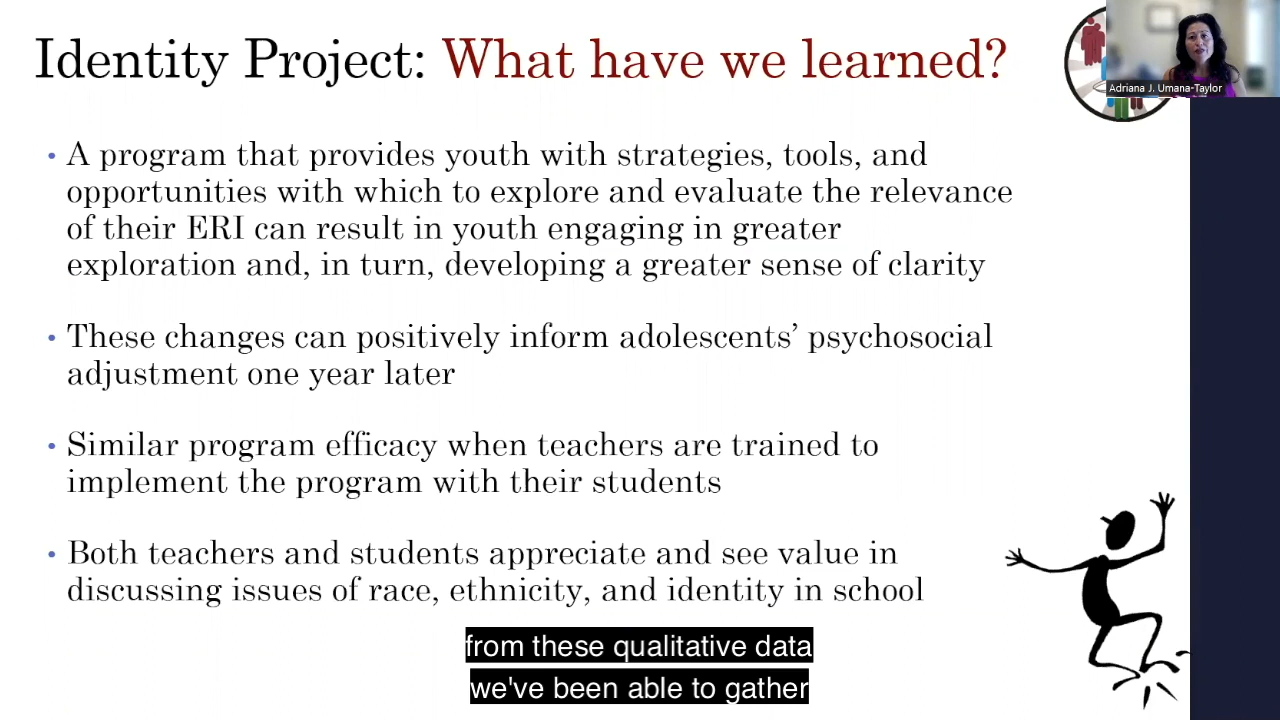 Identity Project: What have we learned?
Adriana J. Umana-Taylor
• A program that provides youth with strategies, tools, and
opportunities with which to explore and evaluate the relevance
of their ERI can result in youth engaging in greater
exploration and, in turn, developing a greater sense of clarity
• These changes can positively inform adolescents’ psychosocial
adjustment one year later
• Similar program efficacy when teachers are trained to
implement the program with their students
• Both teachers and students appreciate and see value in
discussing issues of race, ethnicity, and identity in school
from these qualitative data
we've been able to gather